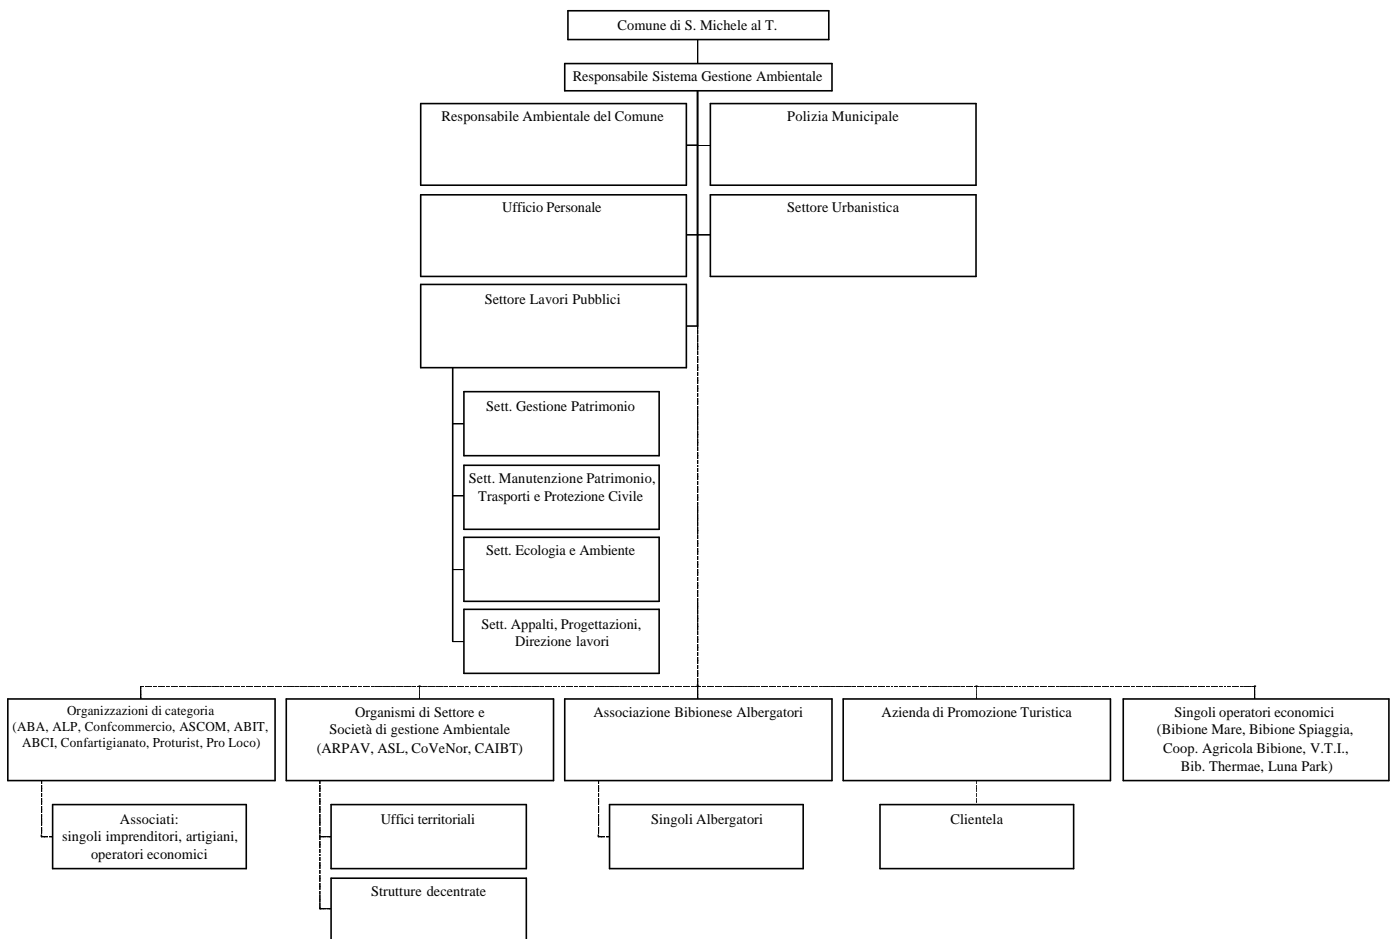 Comune di S. Michele al T.
Responsabile Sistema Gestione Ambientale
Responsabile Ambientale del Comune
Polizia Municipale
Ufficio Personale
Settore Urbanistica
Settore Lavori Pubblici
Sett. Gestione Patrimonio
Sett. Manutenzione Patrimonio,
Trasporti e Protezione Civile
Sett. Ecologia e Ambiente
Sett. Appalti, Progettazioni,
Direzione lavori
Organizzazioni di categoria
(ABA, ALP, Confcommercio, ASCOM, ABIT,
ABCI, Confartigianato, Proturist, Pro Loco)
Associati:
singoli imprenditori, artigiani,
operatori economici
Organismi di Settore e
Società di gestione Ambientale
(ARPAV, ASL, CoVeNor, CAIBT)
Uffici territoriali
Strutture decentrate
Associazione Bibionese Albergatori
Singoli Albergatori
Azienda di Promozione Turistica
Clientela
Singoli operatori economici
(Bibione Mare, Bibione Spiaggia,
Coop. Agricola Bibione, V.T.I.,
Bib. Thermae, Luna Park)